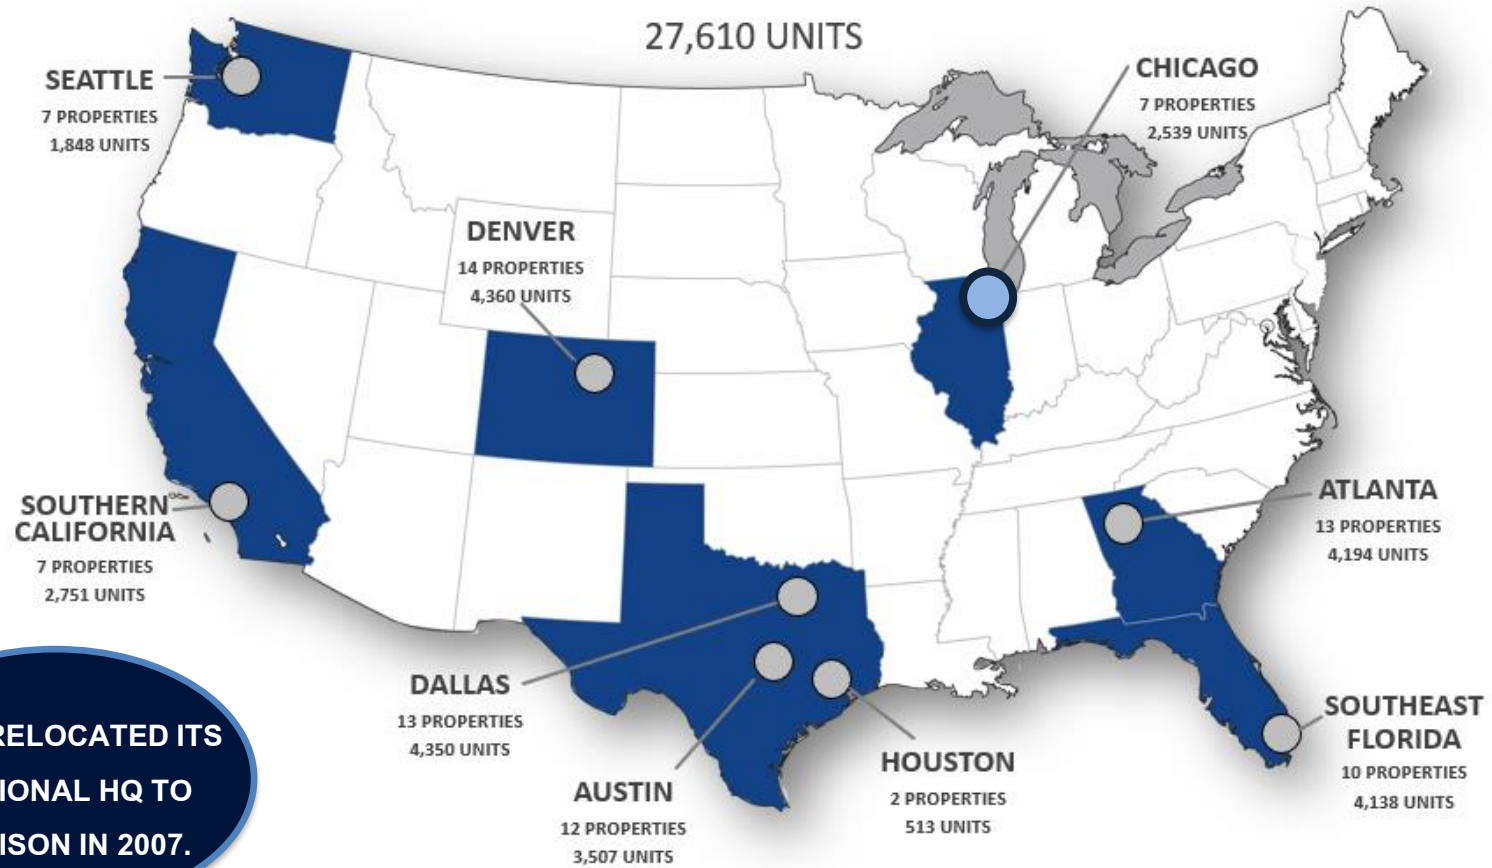 27,610 UNITS
SEATTLE
7 PROPERTIES
1,848 UNITS
CHICAGO
7 PROPERTIES
2,539 UNITS
DENVER
14 PROPERTIES
4,360 UNITS
SOUTHERN
CALIFORNIA
7 PROPERTIES
2,751 UNITS
ATLANTA
13 PROPERTIES
4,194 UNITS
DALLAS
13 PROPERTIES
4,350 UNITS
AUSTIN
12 PROPERTIES
3,507 UNITS
HOUSTON
2 PROPERTIES
513 UNITS
SOUTHEAST
FLORIDA
10 PROPERTIES
4,138 UNITS
RELOCATED ITS
IONAL HQ TO
ISON IN 2007.